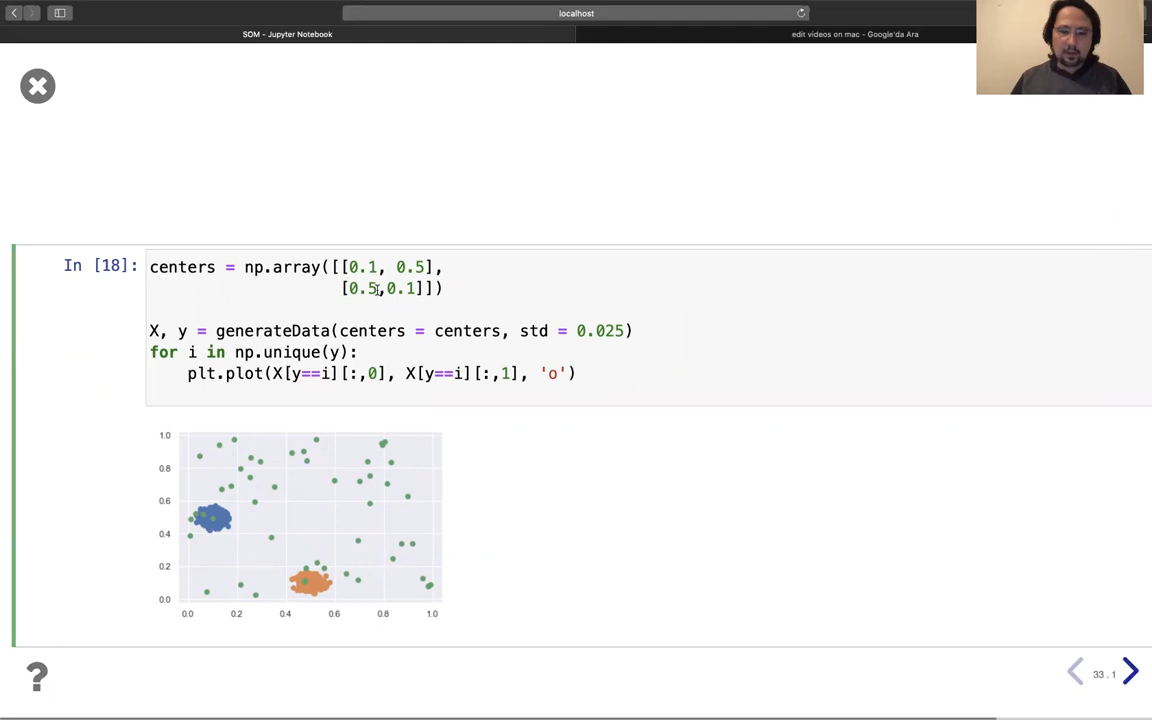 localhost
SOM - Jupyter Notebook
edit videos on mac - Google'da Ara
In [18]:
centers = np.array([[0.1, 0.5],
[0.5,0.1]])
X, y = generateData(centers = centers, std = 0.025)
for i in np.unique(y):
plt.plot(X[y==i][:,0], X[y==i][:,1], 'o')
1.0
0.8
0.6
0.4
0.2
0.0
0.0 0.2 0.4 0.6 0.8 1.0
?
33.1